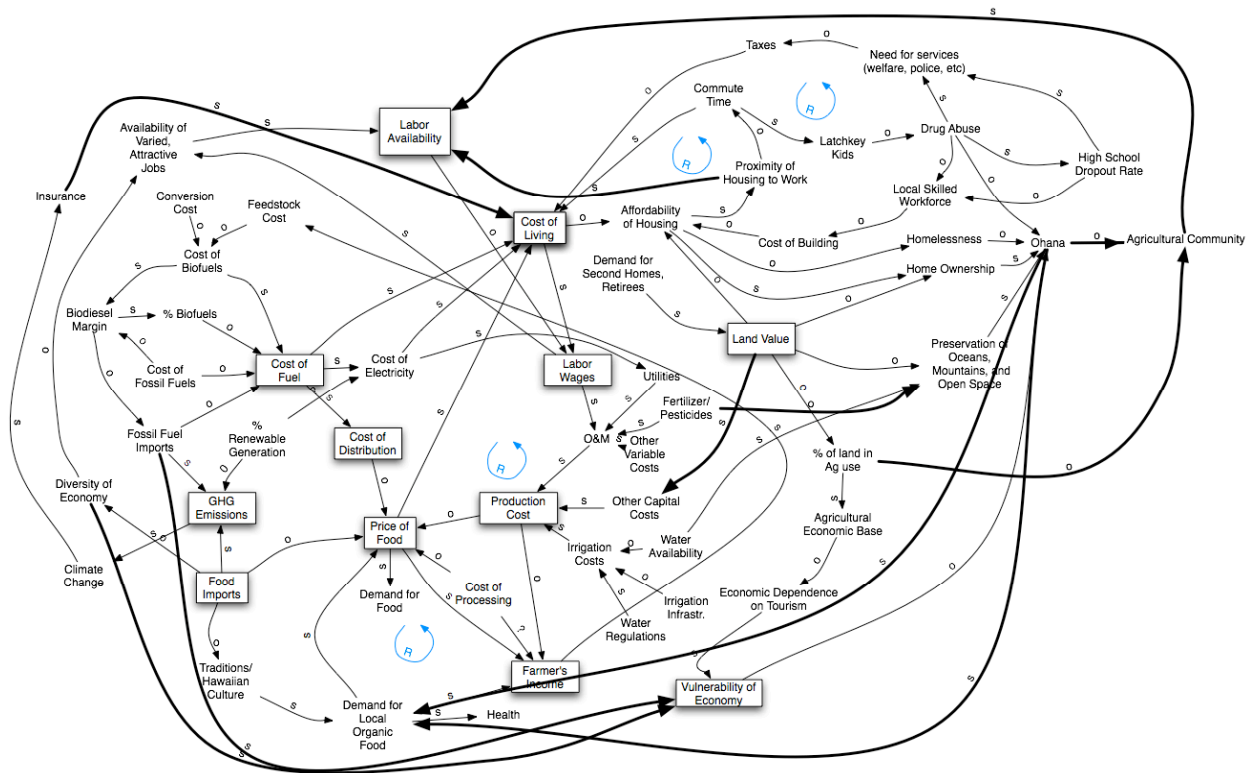 s
Taxes
o
Need for services
(welfare, police, etc)
s
Commute
Time
R
o
s
s
s
Availability of
Varied,
Attractive
Jobs
s
Labor
Availability
s
Latchkey
Kids
o
Drug Abuse
s
High School
Dropout Rate
R
o
Proximity of
Housing to Work
s
o
o
o
Local Skilled
Workforce
Insurance
Conversion
Cost
Feedstock
Cost
s
o
o
Cost of
Living
o
Affordability
of Housing
s
o
Cost of Building
o
Homelessness
o
Ohana
o
Agricultural Community
o
s
Cost of
Biofuels
s
s
Demand for
Second Homes,
Retirees
o
o
s
o
Home Ownership
s
Biodiesel
Margin
s
% Biofuels
o
s
s
s
s
Land Value
o
Preservation of
Oceans,
Mountains, and
Open Space
s
o
Cost of
Fossil Fuels
o
Cost of
Fuel
s
Cost of
Electricity
s
Labor
Wages
Utilities
o
o
o
s
s
s
s
Fertilizer/
Pesticides
o
Fossil Fuel
Imports
%
Renewable
Generation
Cost of
Distribution
s
O&M
s
s
Other
Variable
Costs
s
% of land in
Ag use
o
s
o
o
R
s
s
Diversity of
Economy
GHG
Emissions
Production
Cost
s
Other Capital
Costs
Agricultural
Economic Base
s
o
s
o
Price of
Food
o
s
Irrigation
Costs
o
Water
Availability
o
Climate
Change
Food
Imports
s
o
s
Cost of
Processing
o
s
o
Irrigation
Infrastr.
Economic Dependence
on Tourism
Demand for
Food
s
?
Water
Regulations
o
s
R
s
Traditions/
Hawaiian
Culture
s
Farmer's
Income
Vulnerability of
Economy
s
Demand for
Local
Organic
Food
s
s
Health
s
s